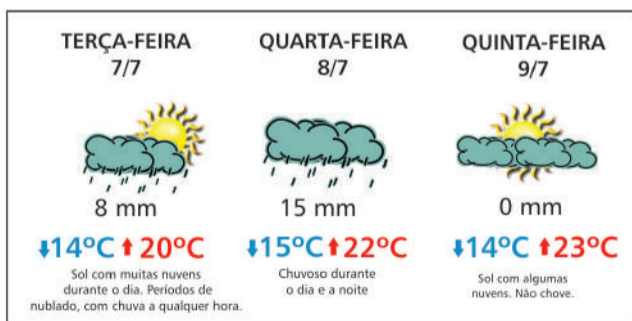 TERÇA-FEIRA
7/7
8 mm
14ºC 20ºC
Sol com muitas nuvens
durante o dia. Períodos de
nublado, com chuva a qualquer hora.
QUARTA-FEIRA
8/7
15 mm
15ºC 22ºC
Chuvoso durante
o dia e a noite
QUINTA-FEIRA
9/7
0 mm
14ºC 23ºC
Sol com algumas
nuvens. Não chove.